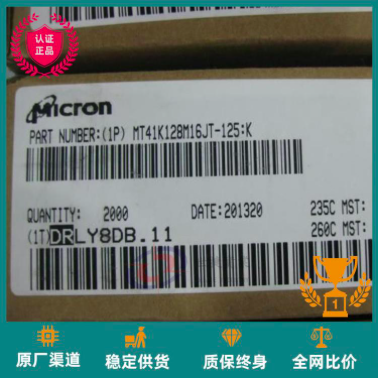 认证
正品
Micron
PART NUMBER:(1P) MT41K128M16JT-125:K
QUANTITY: 2000 DATE:201320 235C MST:
(1T)DRLY8DB.11 260C MST:
1
原厂渠道 稳定供货 质保终身 全网比价